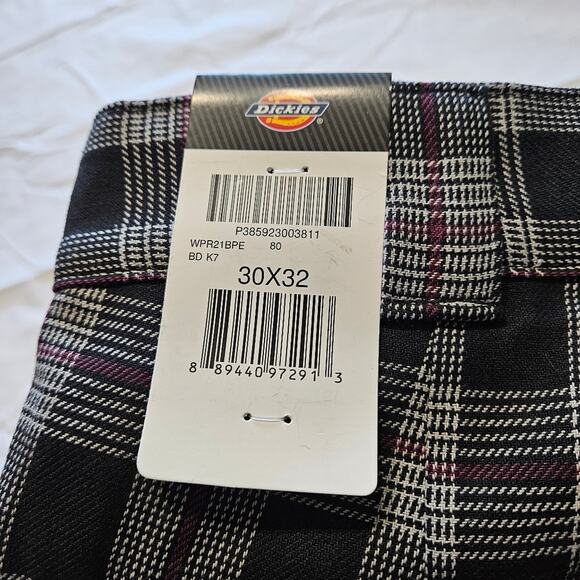 Dickies
P385923003811
WPR21BPE 80
BD K7
30X32
8 89440 97291 3